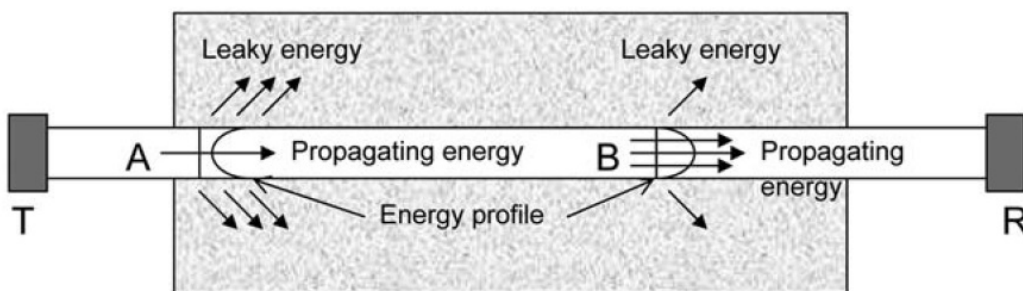 Leaky energy
Leaky energy
A
Propagating energy
B
Propagating
energy
Energy profile
T
R